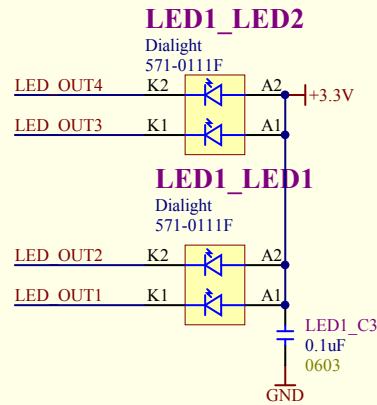 LED1_LED2
Dialight
571-0111F
LED_OUT4 K2 A2 +3.3V
LED_OUT3 K1 A1
LED1_LED1
Dialight
571-0111F
LED_OUT2 K2 A2
LED_OUT1 K1 A1
LED1_C3
0.1uF
0603
GND